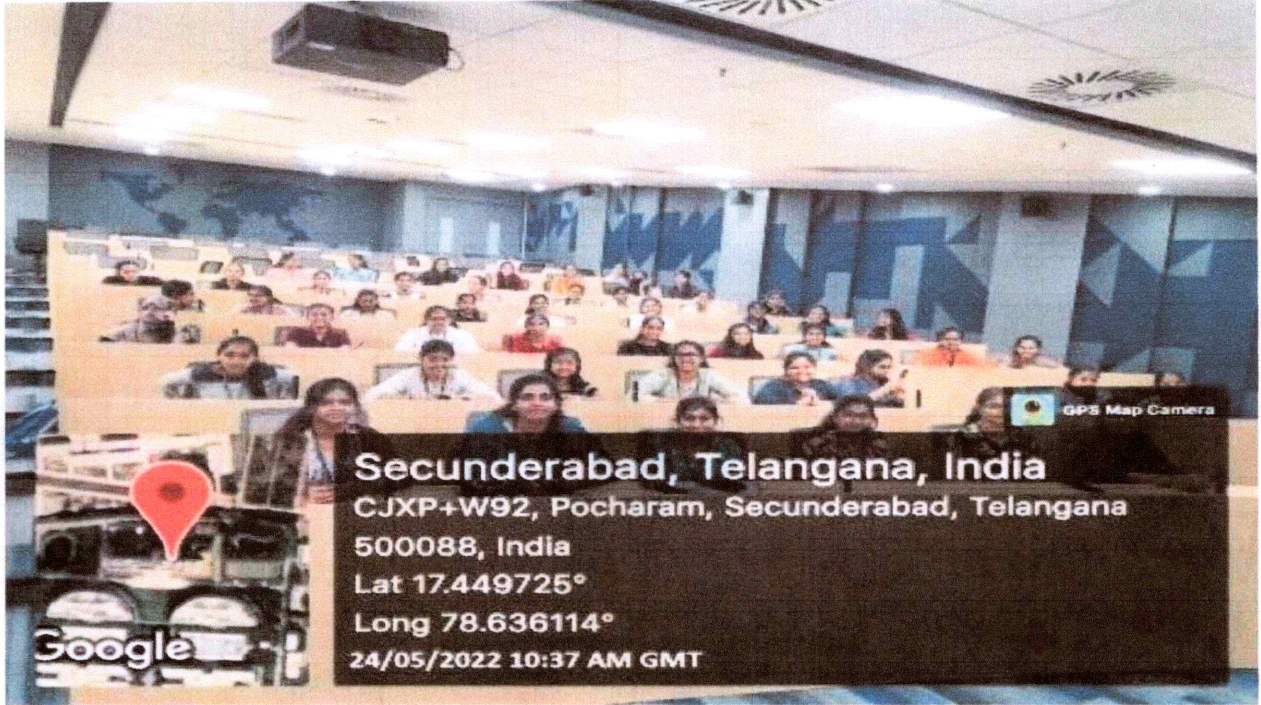 GPS Map Camera
Secunderabad, Telangana, India
CJXP+W92, Pocharam, Secunderabad, Telangana
500088, India
Lat 17.449725°
Long 78.636114°
24/05/2022 10:37 AM GMT
Google